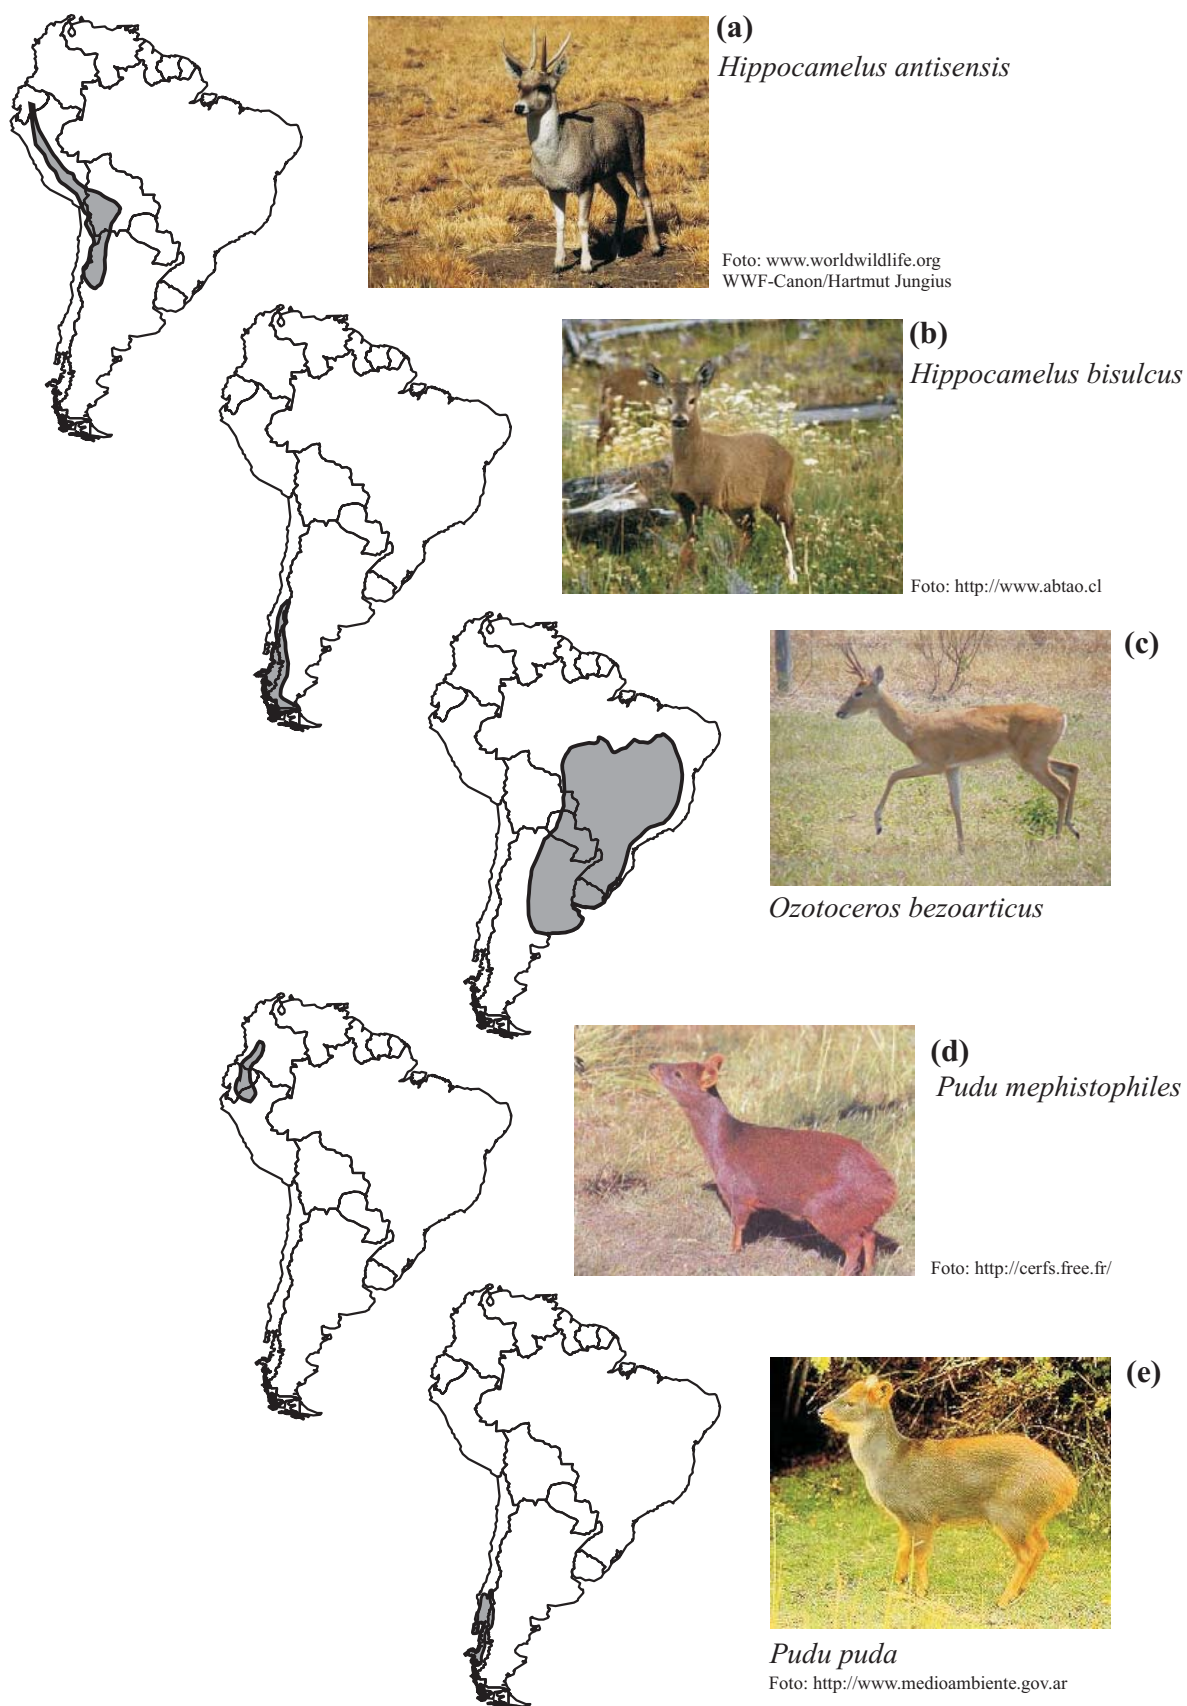 (a)
Hippocamelus antisensis
Foto: www.worldwildlife.org
WWF-Canon/Hartmut Jungius
(b)
Hippocamelus bisulcus
Foto: http://www.abtao.cl
(c)
Ozotoceros bezoarticus
(d)
Pudu mephistophiles
Foto: http://cerfs.free.fr/
(e)
Pudu puda
Foto: http://www.medioambiente.gov.ar